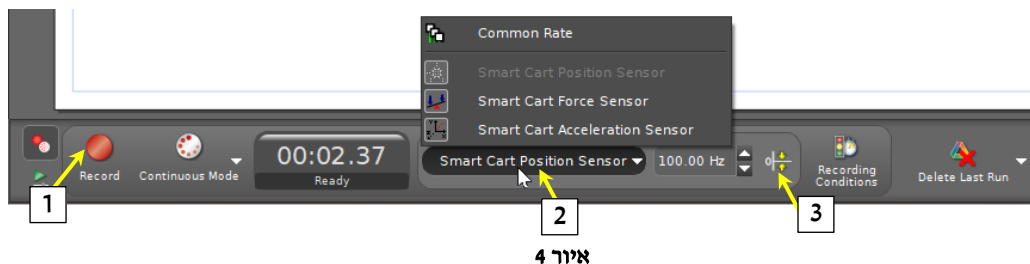 Common Rate
Smart Cart Position Sensor
Smart Cart Force Sensor
Smart Cart Acceleration Sensor
Record
Continuous Mode
00:02.37
Ready
Smart Cart Position Sensor
100.00 Hz
0
Recording
Conditions
Delete Last Run
1
2
3
איור 4